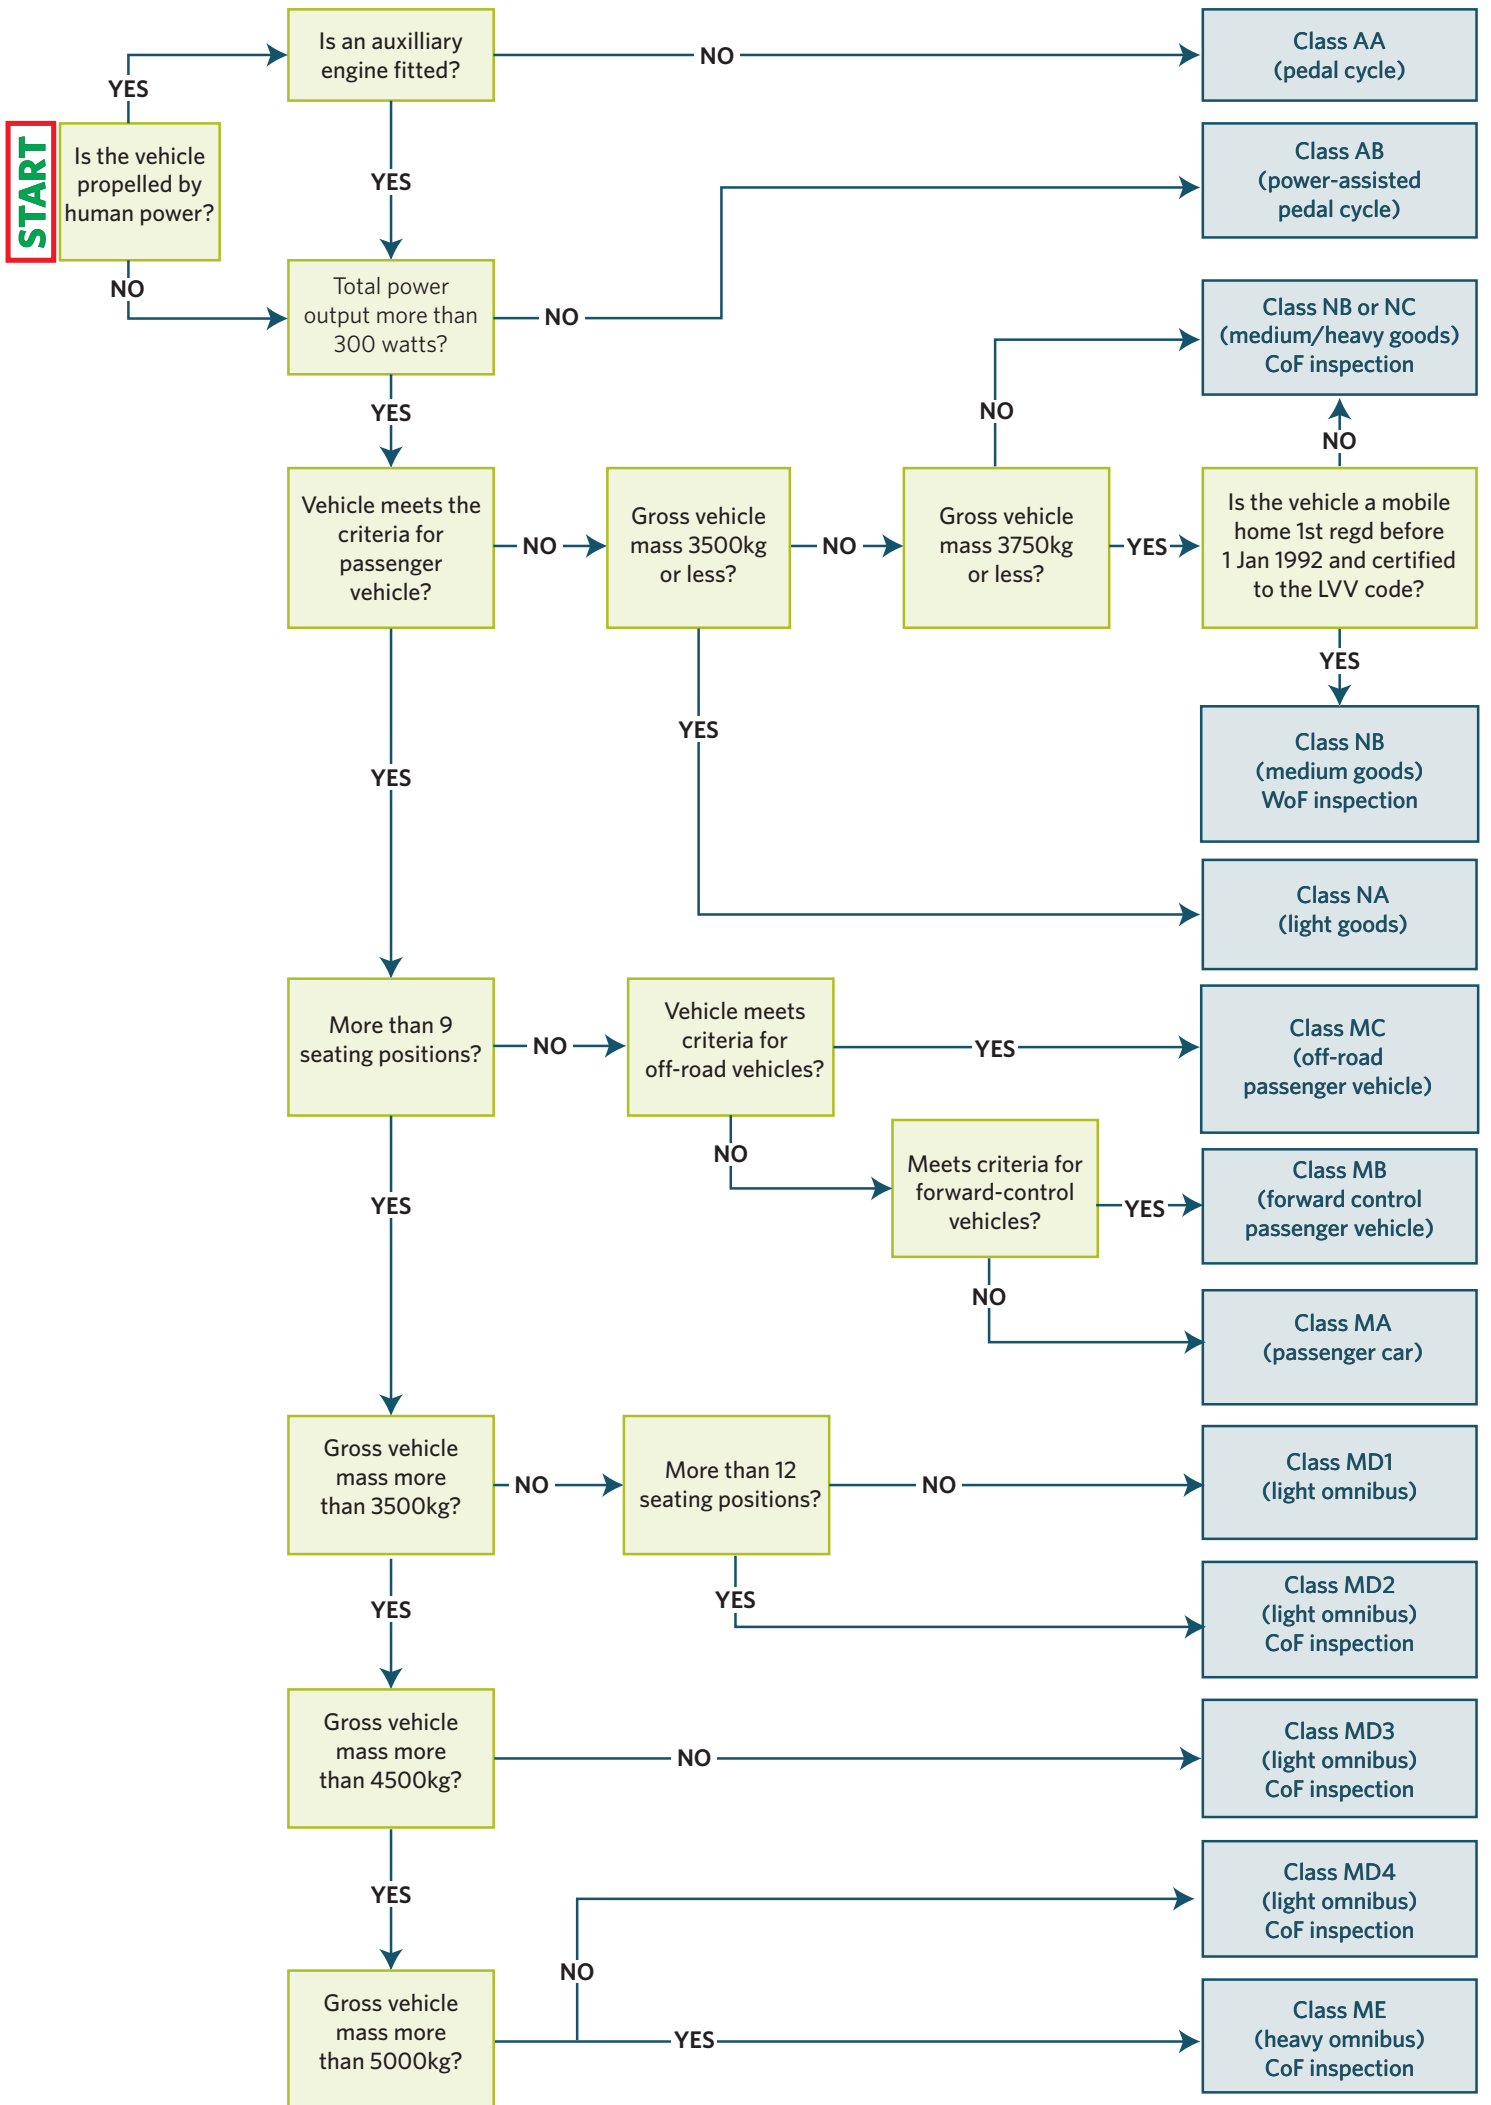 Is an auxilliary
engine fitted?
NO
Class AA
(pedal cycle)
YES
START
Is the vehicle
propelled by
human power?
YES
Class AB
(power-assisted
pedal cycle)
NO
Total power
output more than
300 watts?
NO
Class NB or NC
(medium/heavy goods)
CoF inspection
YES
NO
NO
Vehicle meets the
criteria for
passenger
vehicle?
NO
Gross vehicle
mass 3500kg
or less?
NO
Gross vehicle
mass 3750kg
or less?
YES
Is the vehicle a mobile
home 1st regd before
1 Jan 1992 and certified
to the LVV code?
YES
YES
Class NB
(medium goods)
WoF inspection
YES
Class NA
(light goods)
More than 9
seating positions?
NO
Vehicle meets
criteria for
off-road vehicles?
YES
Class MC
(off-road
passenger vehicle)
NO
Meets criteria for
forward-control
vehicles?
YES
Class MB
(forward control
passenger vehicle)
YES
NO
Class MA
(passenger car)
Gross vehicle
mass more
than 3500kg?
NO
More than 12
seating positions?
NO
Class MD1
(light omnibus)
YES
YES
Class MD2
(light omnibus)
CoF inspection
Gross vehicle
mass more
than 4500kg?
NO
Class MD3
(light omnibus)
CoF inspection
YES
NO
Class MD4
(light omnibus)
CoF inspection
Gross vehicle
mass more
than 5000kg?
YES
Class ME
(heavy omnibus)
CoF inspection